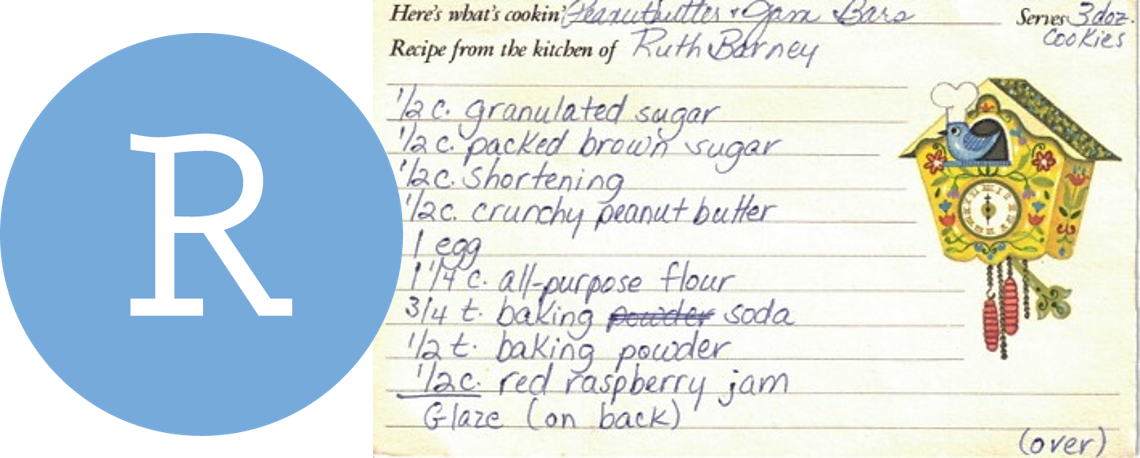 R
Here's what's cookin' Peanutbutter + Jam Bars Serves 3 doz.
Cookies
Recipe from the kitchen of Ruth Barney
1/2 c. granulated sugar
1/2 c. packed brown sugar
1/2 c. shortening
1/2 c. crunchy peanut butter
1 egg
1 1/4 c. all-purpose flour
3/4 t. baking powder soda
1/2 t. baking powder
1/2 c. red raspberry jam
Glaze (on back)
(over)